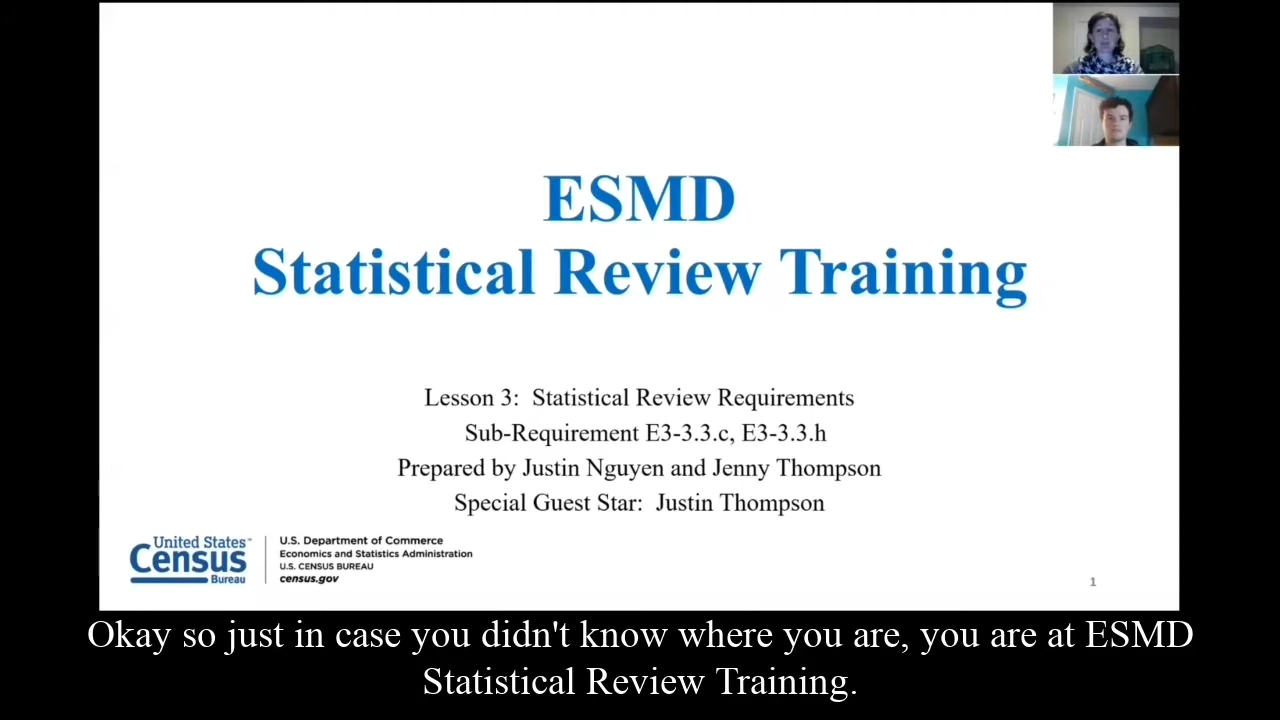 ESMD
Statistical Review Training
Lesson 3:  Statistical Review Requirements
Sub-Requirement E3-3.3.c, E3-3.3.h
Prepared by Justin Nguyen and Jenny Thompson
Special Guest Star:  Justin Thompson
United States™
Census
Bureau
U.S. Department of Commerce
Economics and Statistics Administration
U.S. CENSUS BUREAU
census.gov
1
Okay so just in case you didn't know where you are, you are at ESMD
Statistical Review Training.